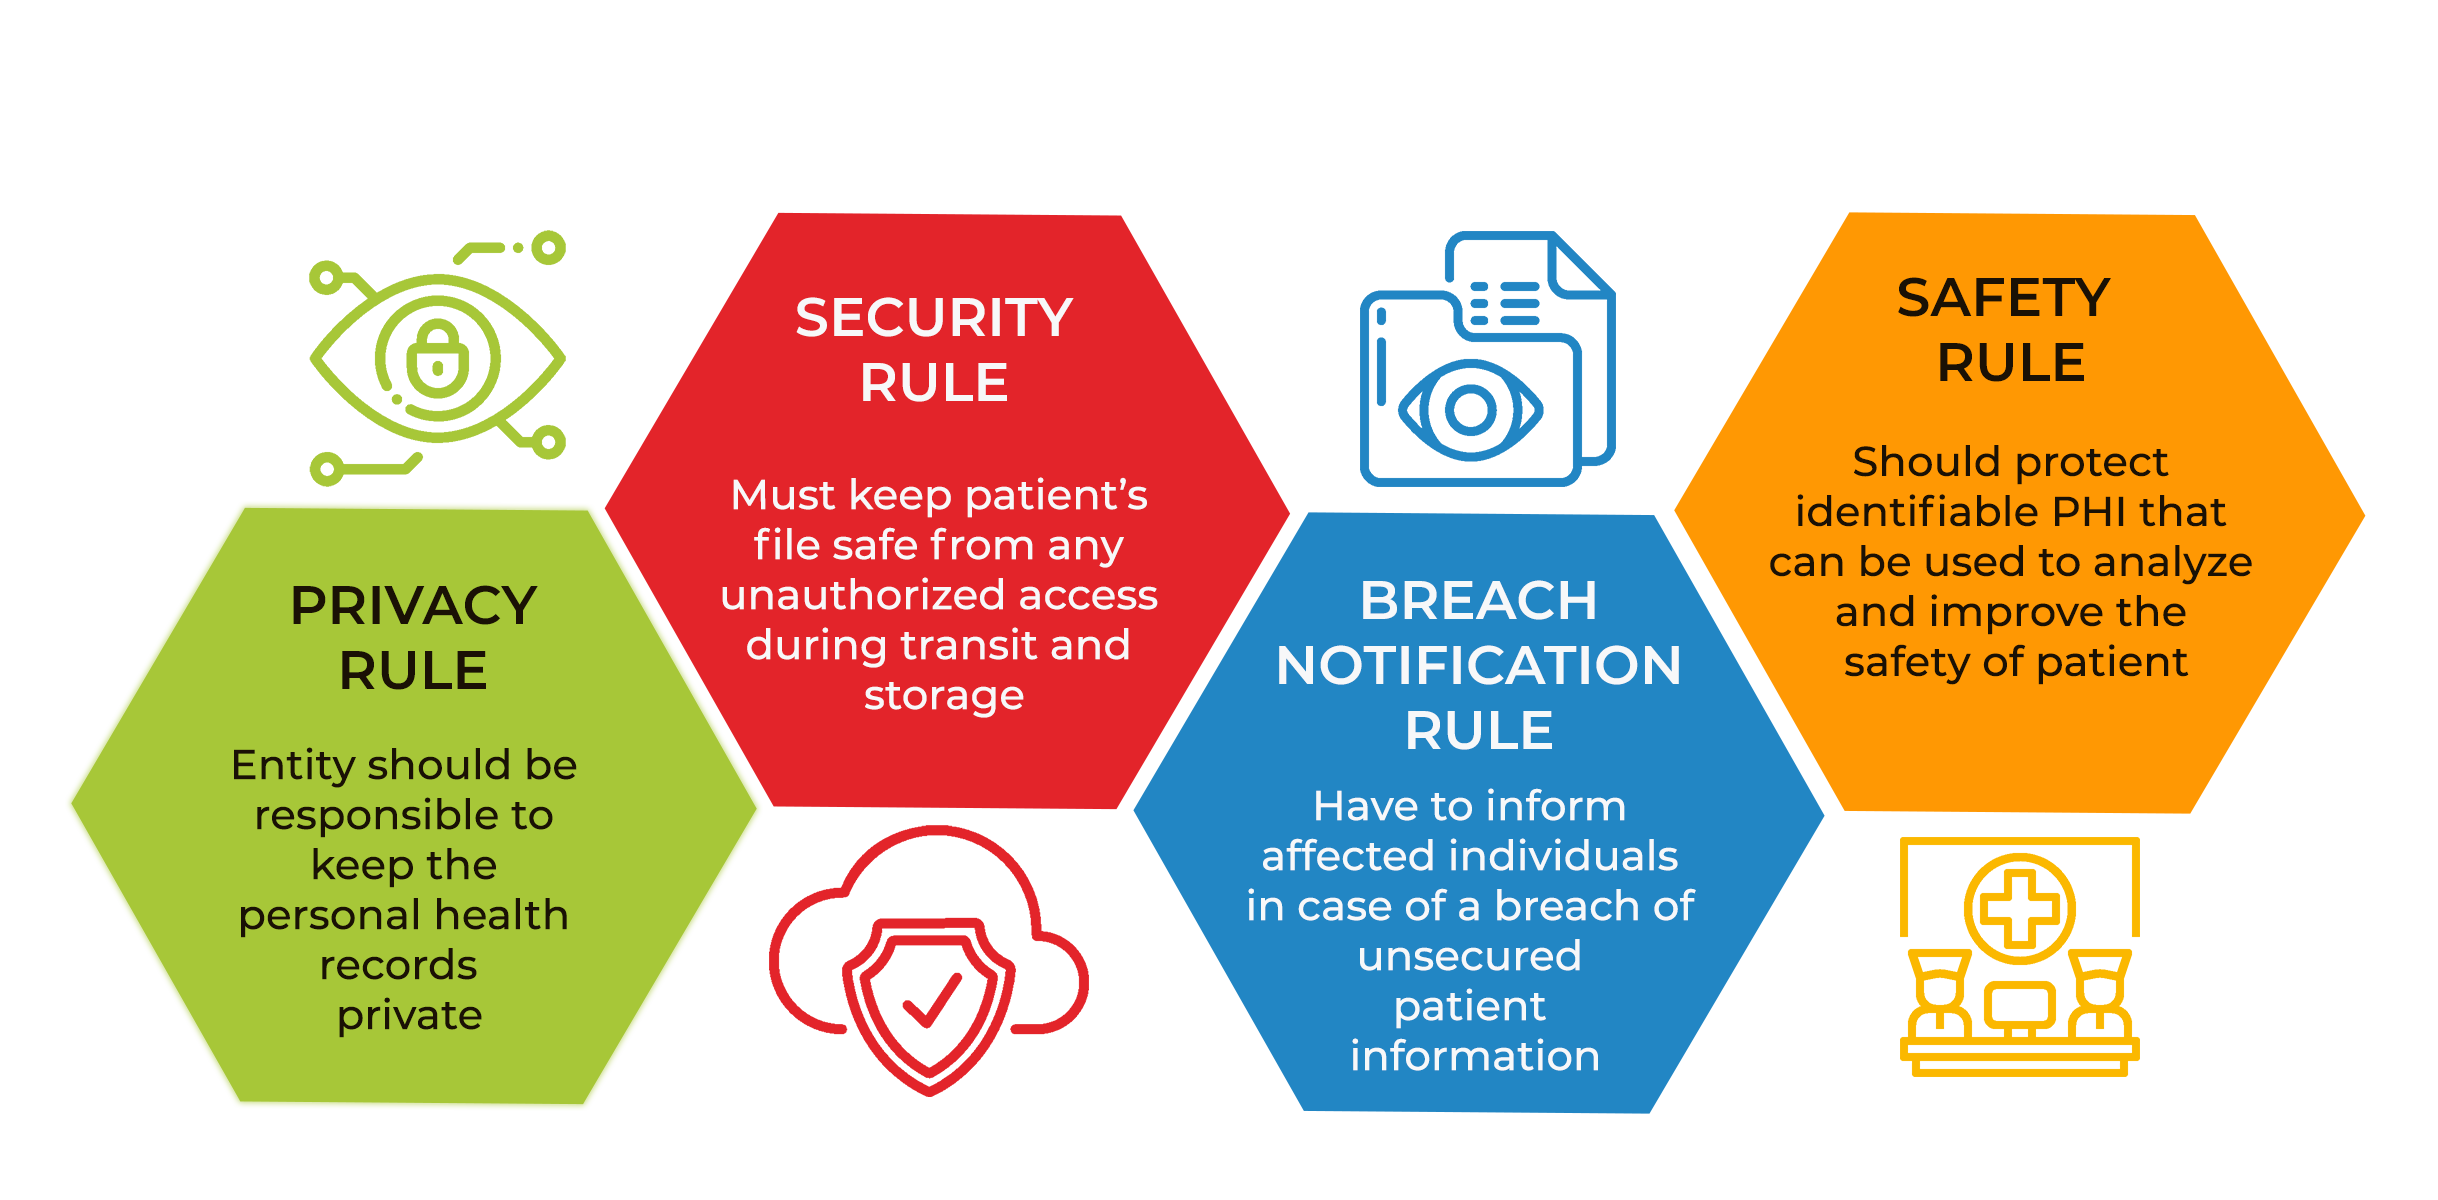 PRIVACY
RULE
Entity should be
responsible to
keep the
personal health
records
private
SECURITY
RULE
Must keep patient’s
file safe from any
unauthorized access
during transit and
storage
BREACH
NOTIFICATION
RULE
Have to inform
affected individuals
in case of a breach of
unsecured
patient
information
SAFETY
RULE
Should protect
identifiable PHI that
can be used to analyze
and improve the
safety of patient